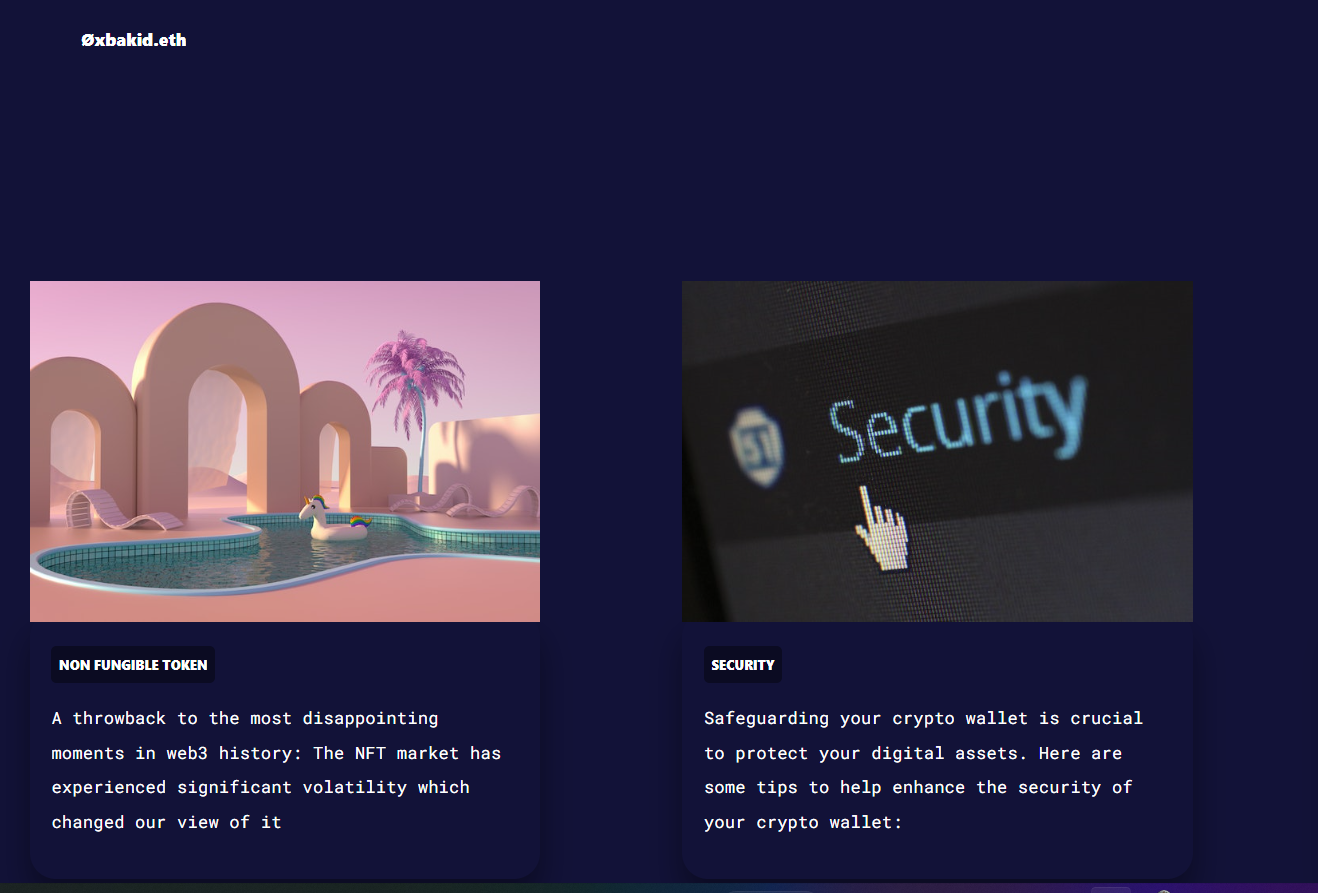 Øxbakid.eth
Security
NON FUNGIBLE TOKEN
A throwback to the most disappointing
moments in web3 history: The NFT market has
experienced significant volatility which
changed our view of it
SECURITY
Safeguarding your crypto wallet is crucial
to protect your digital assets. Here are
some tips to help enhance the security of
your crypto wallet: